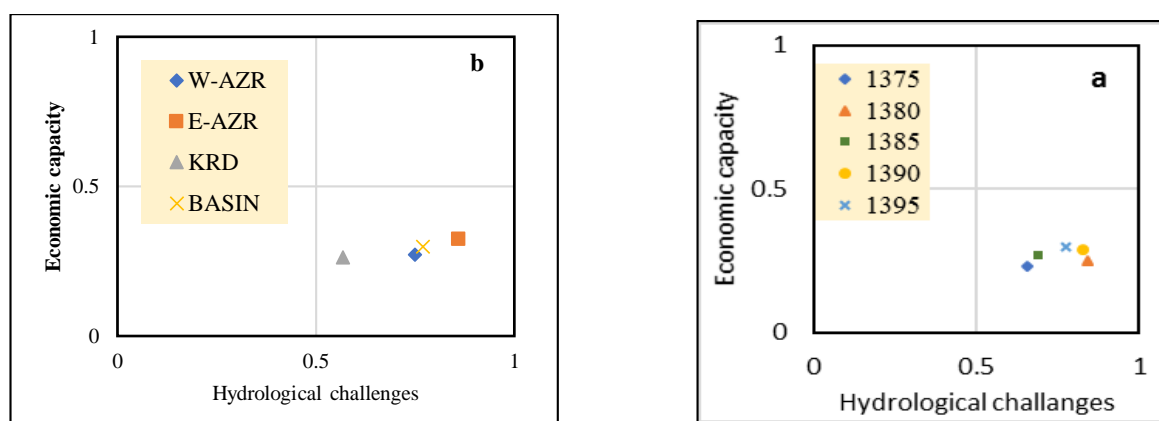 1
b
W-AZR
E-AZR
KRD
BASIN
Economic capacity
0.5
0
0
0.5
1
Hydrological challenges
1
a
1375
1380
1385
1390
1395
Economic capacity
0.5
0
0
0.5
1
Hydrological challanges